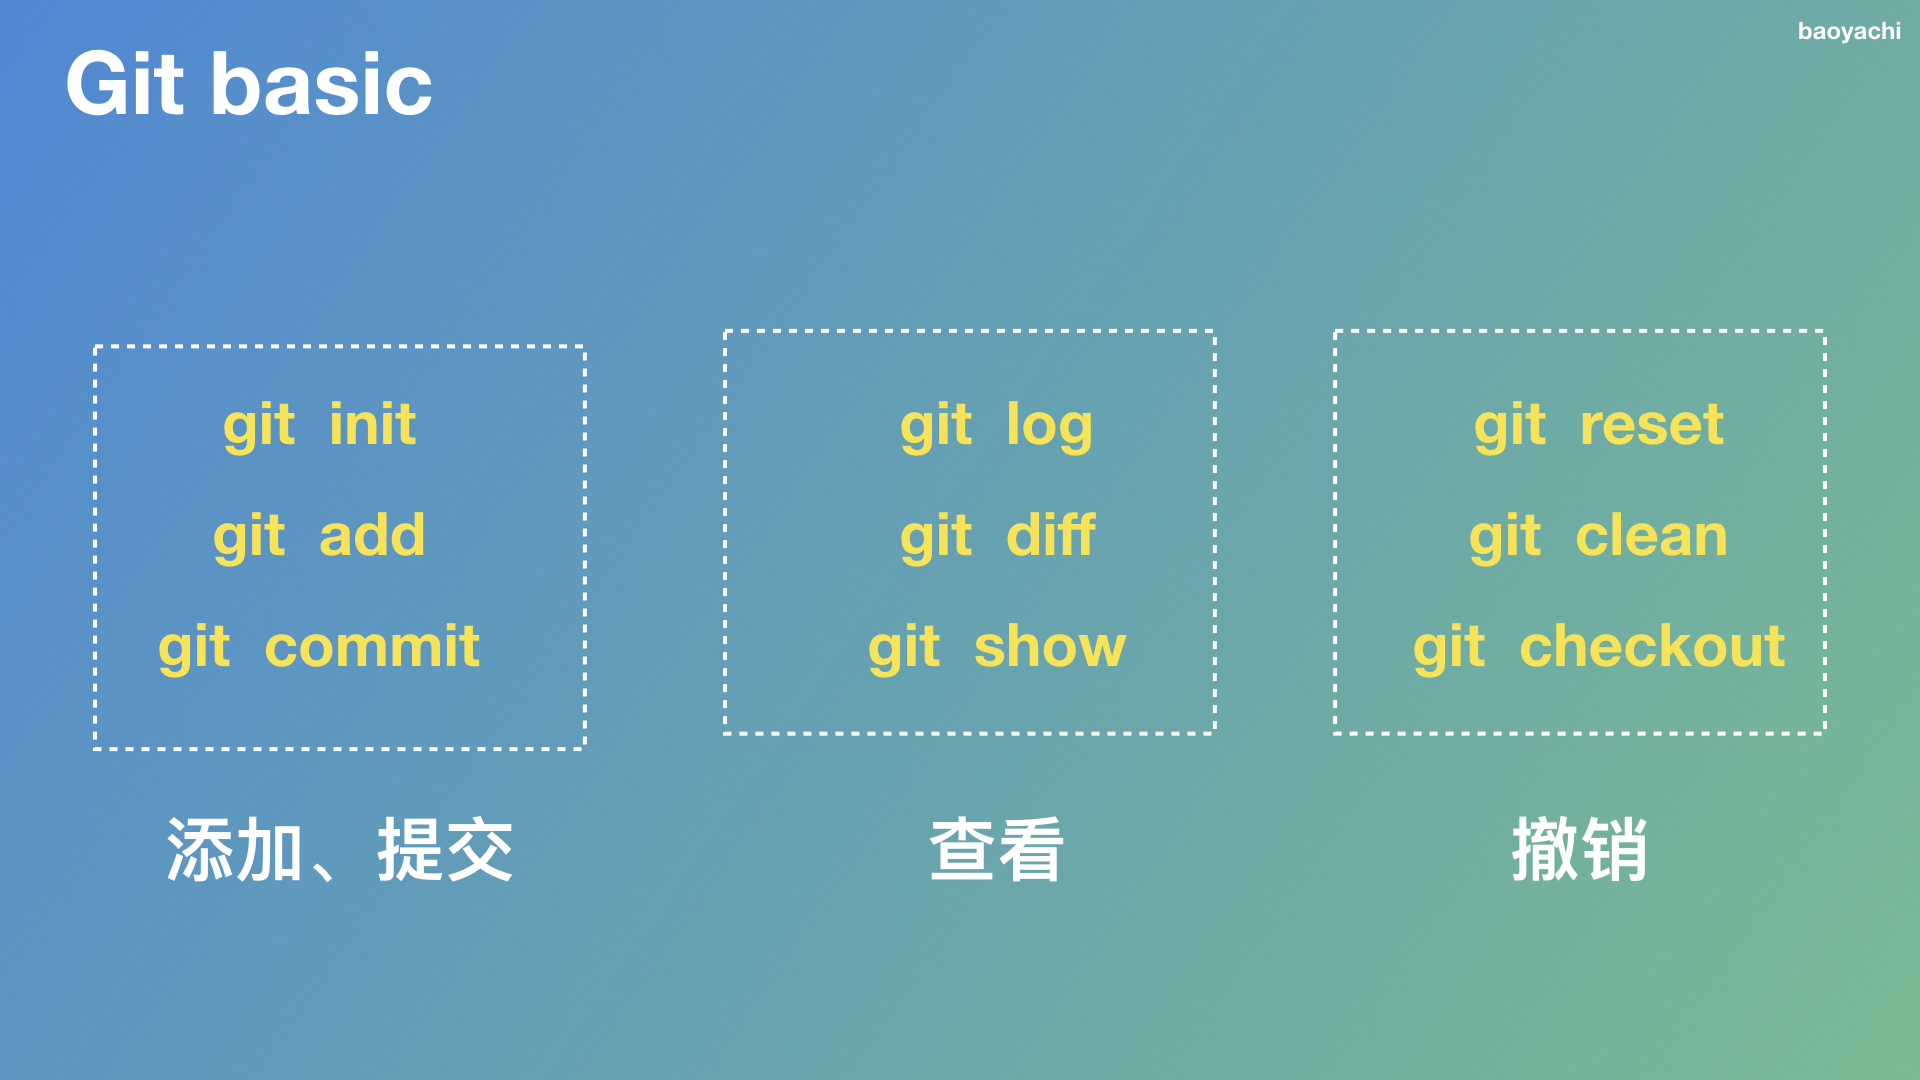 baoyachi
Git basic
git init
git add
git commit
添加、提交
git log
git diff
git show
查看
git reset
git clean
git checkout
撤销